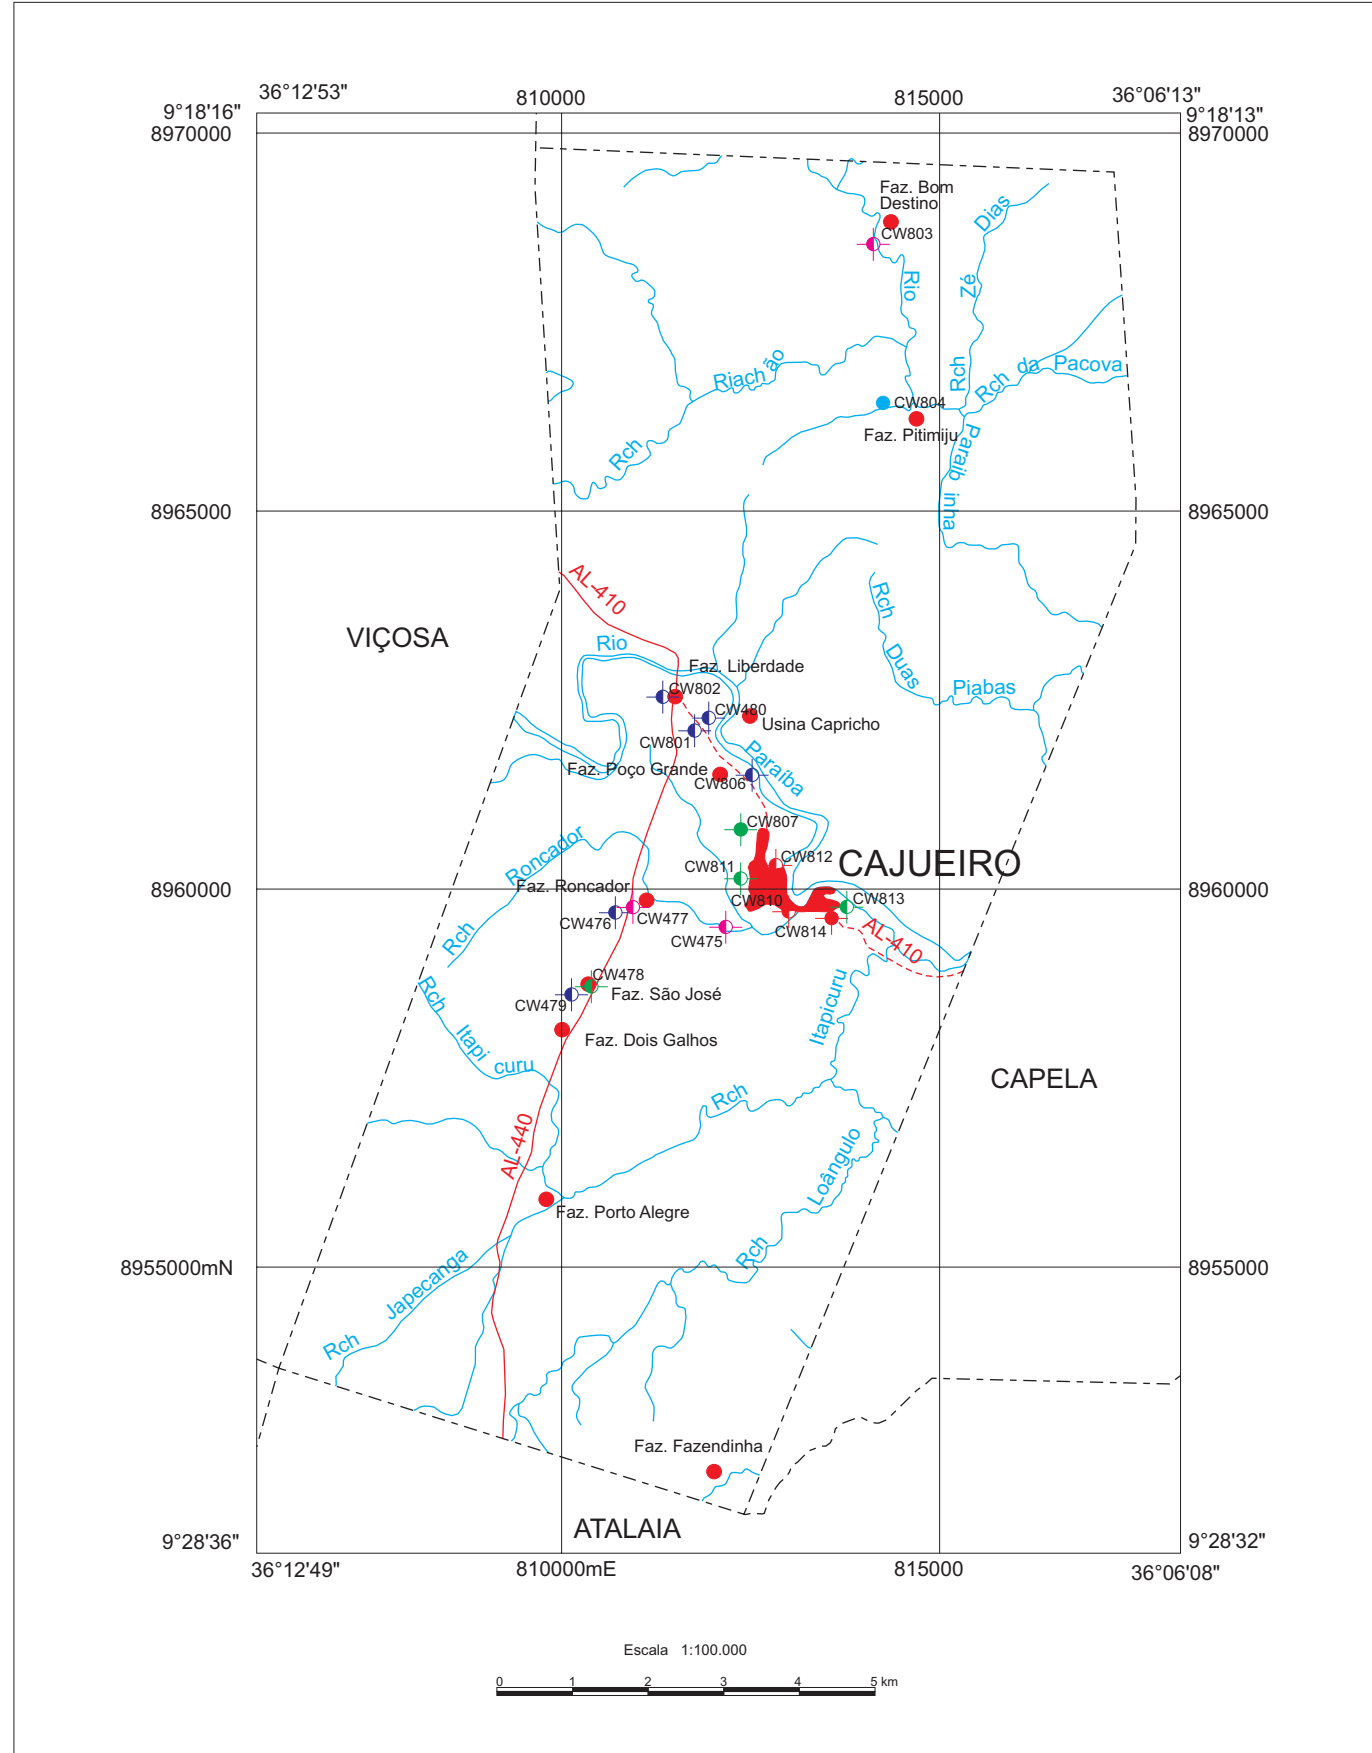 36°12'53"
810000
815000
36°06'13"
9°18'16"
9°18'13"
8970000
8970000
Faz. Bom
Destino
CW803
Dias
Zé
Rio
Riach ão
Rch
Rch
da
Pacova
Rch
CW804
Faz. Pitimiju
Paraib inha
Rch
8965000
8965000
AL-410
VIÇOSA
Rio
Rch
Duas
Piabas
Faz. Liberdade
CW802
CW480
Usina Capricho
CW801
Paraíba
Faz. Poço Grande
CW806
CW807
Roncador
CW812
CAJUEIRO
CW811
8960000
8960000
Faz. Roncador
CW810
CW813
CW476
CW477
CW475
CW814
AL-410
Rch
CW478
CW479
Faz. São José
Rch
Itapicuru
Itapi
curu
Faz. Dois Galhos
CAPELA
Rch
AL-440
Loângulo
Faz. Porto Alegre
Rch
Japecanga
8955000mN
8955000
Rch
Faz. Fazendinha
ATALAIA
9°28'36"
9°28'32"
36°12'49"
810000mE
815000
36°06'08"
Escala 1:100.000
0 1 2 3 4 5 km